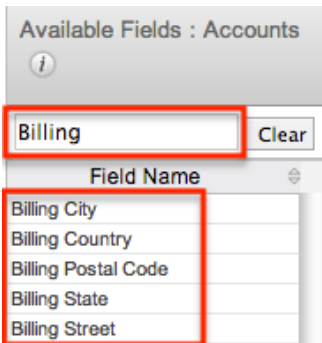 Available Fields : Accounts
i
Billing Clear
Field Name
Billing City
Billing Country
Billing Postal Code
Billing State
Billing Street